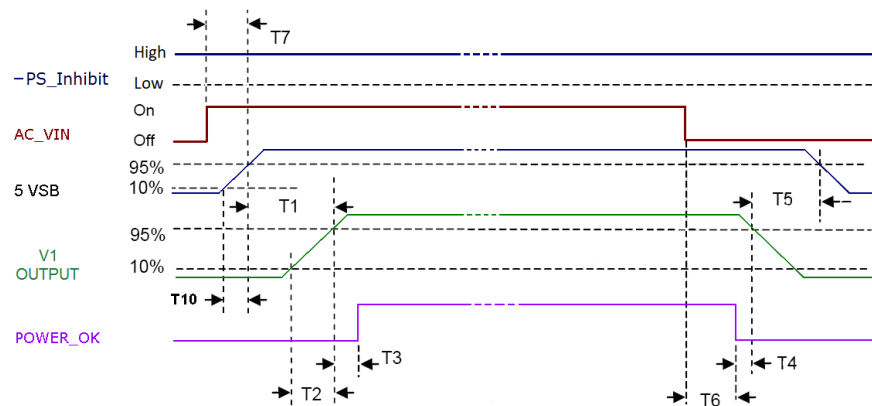 T7
High
–PS_Inhibit
Low
On
AC_VIN
Off
95%
5 VSB
10%
T1
T5
95%
V1
OUTPUT
10%
T10
POWER_OK
T3
T4
T2
T6